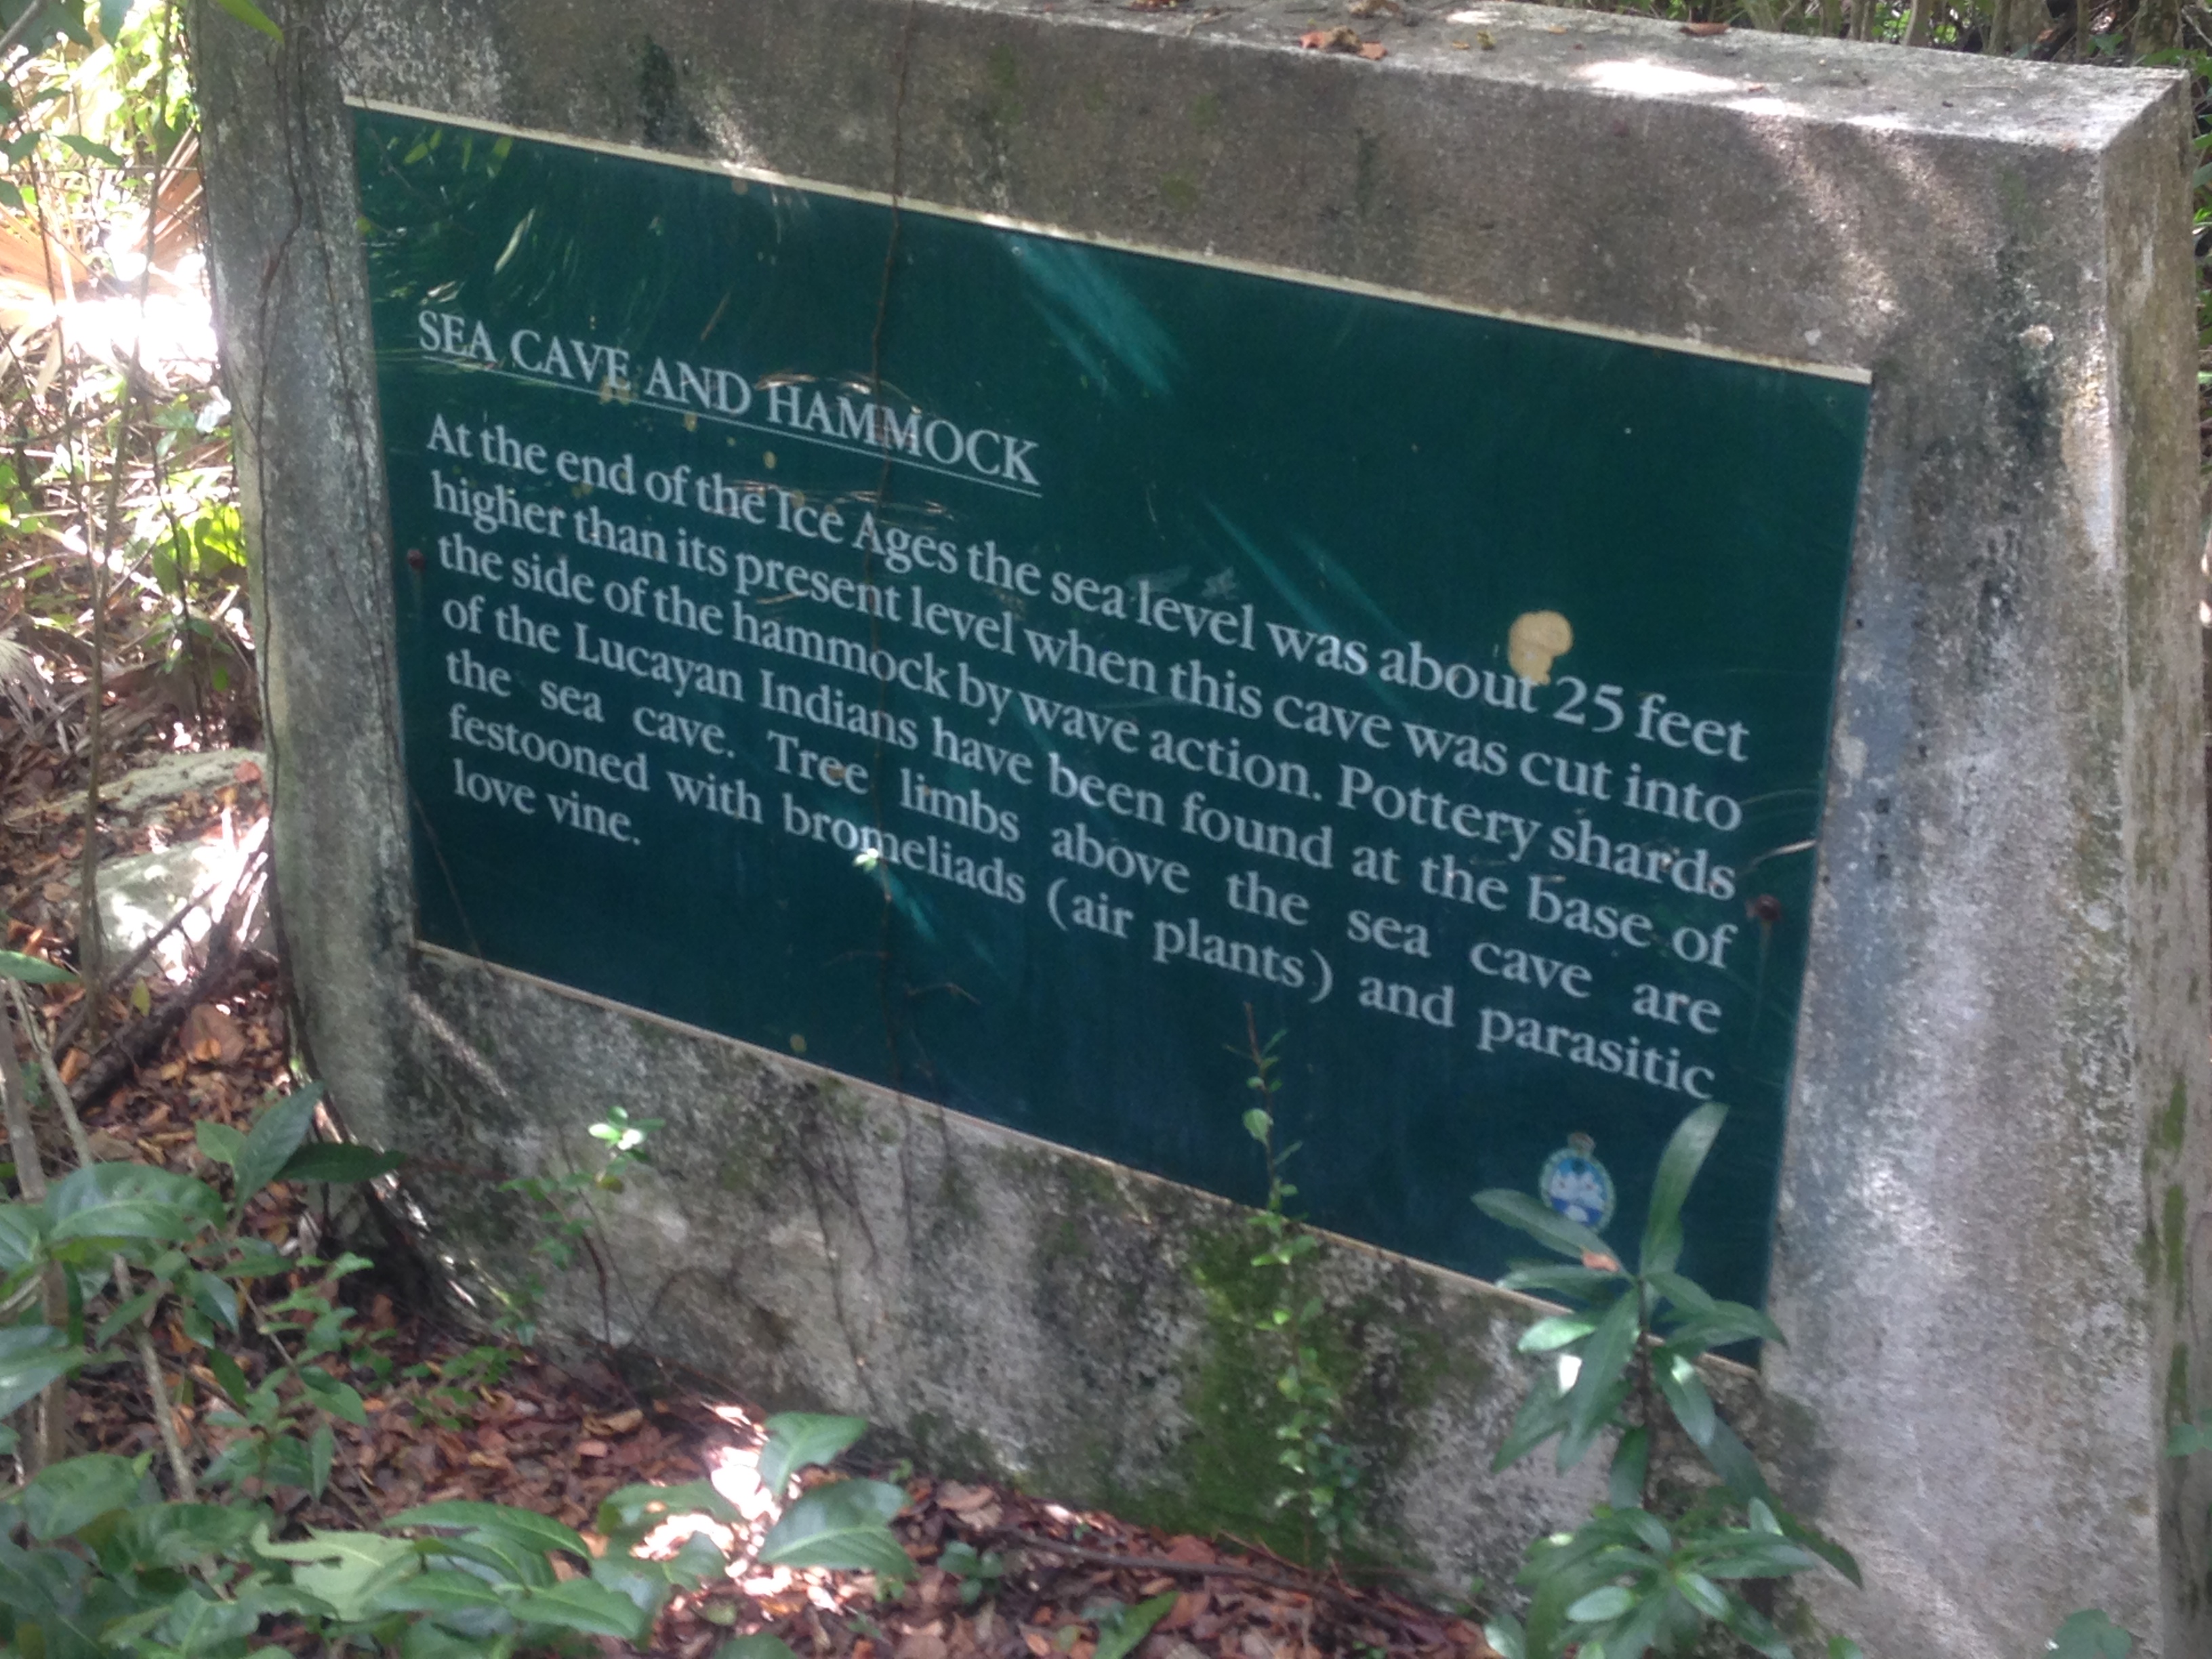 SEA CAVE AND HAMMOCK
At the end of the Ice Ages the sea level was about 25 feet
higher than its present level when this cave was cut into
the side of the hammock by wave action. Pottery shards
of the Lucayan Indians have been found at the base of
the sea cave. Tree limbs above the sea cave are
festooned with bromeliads (air plants) and parasitic
love vine.